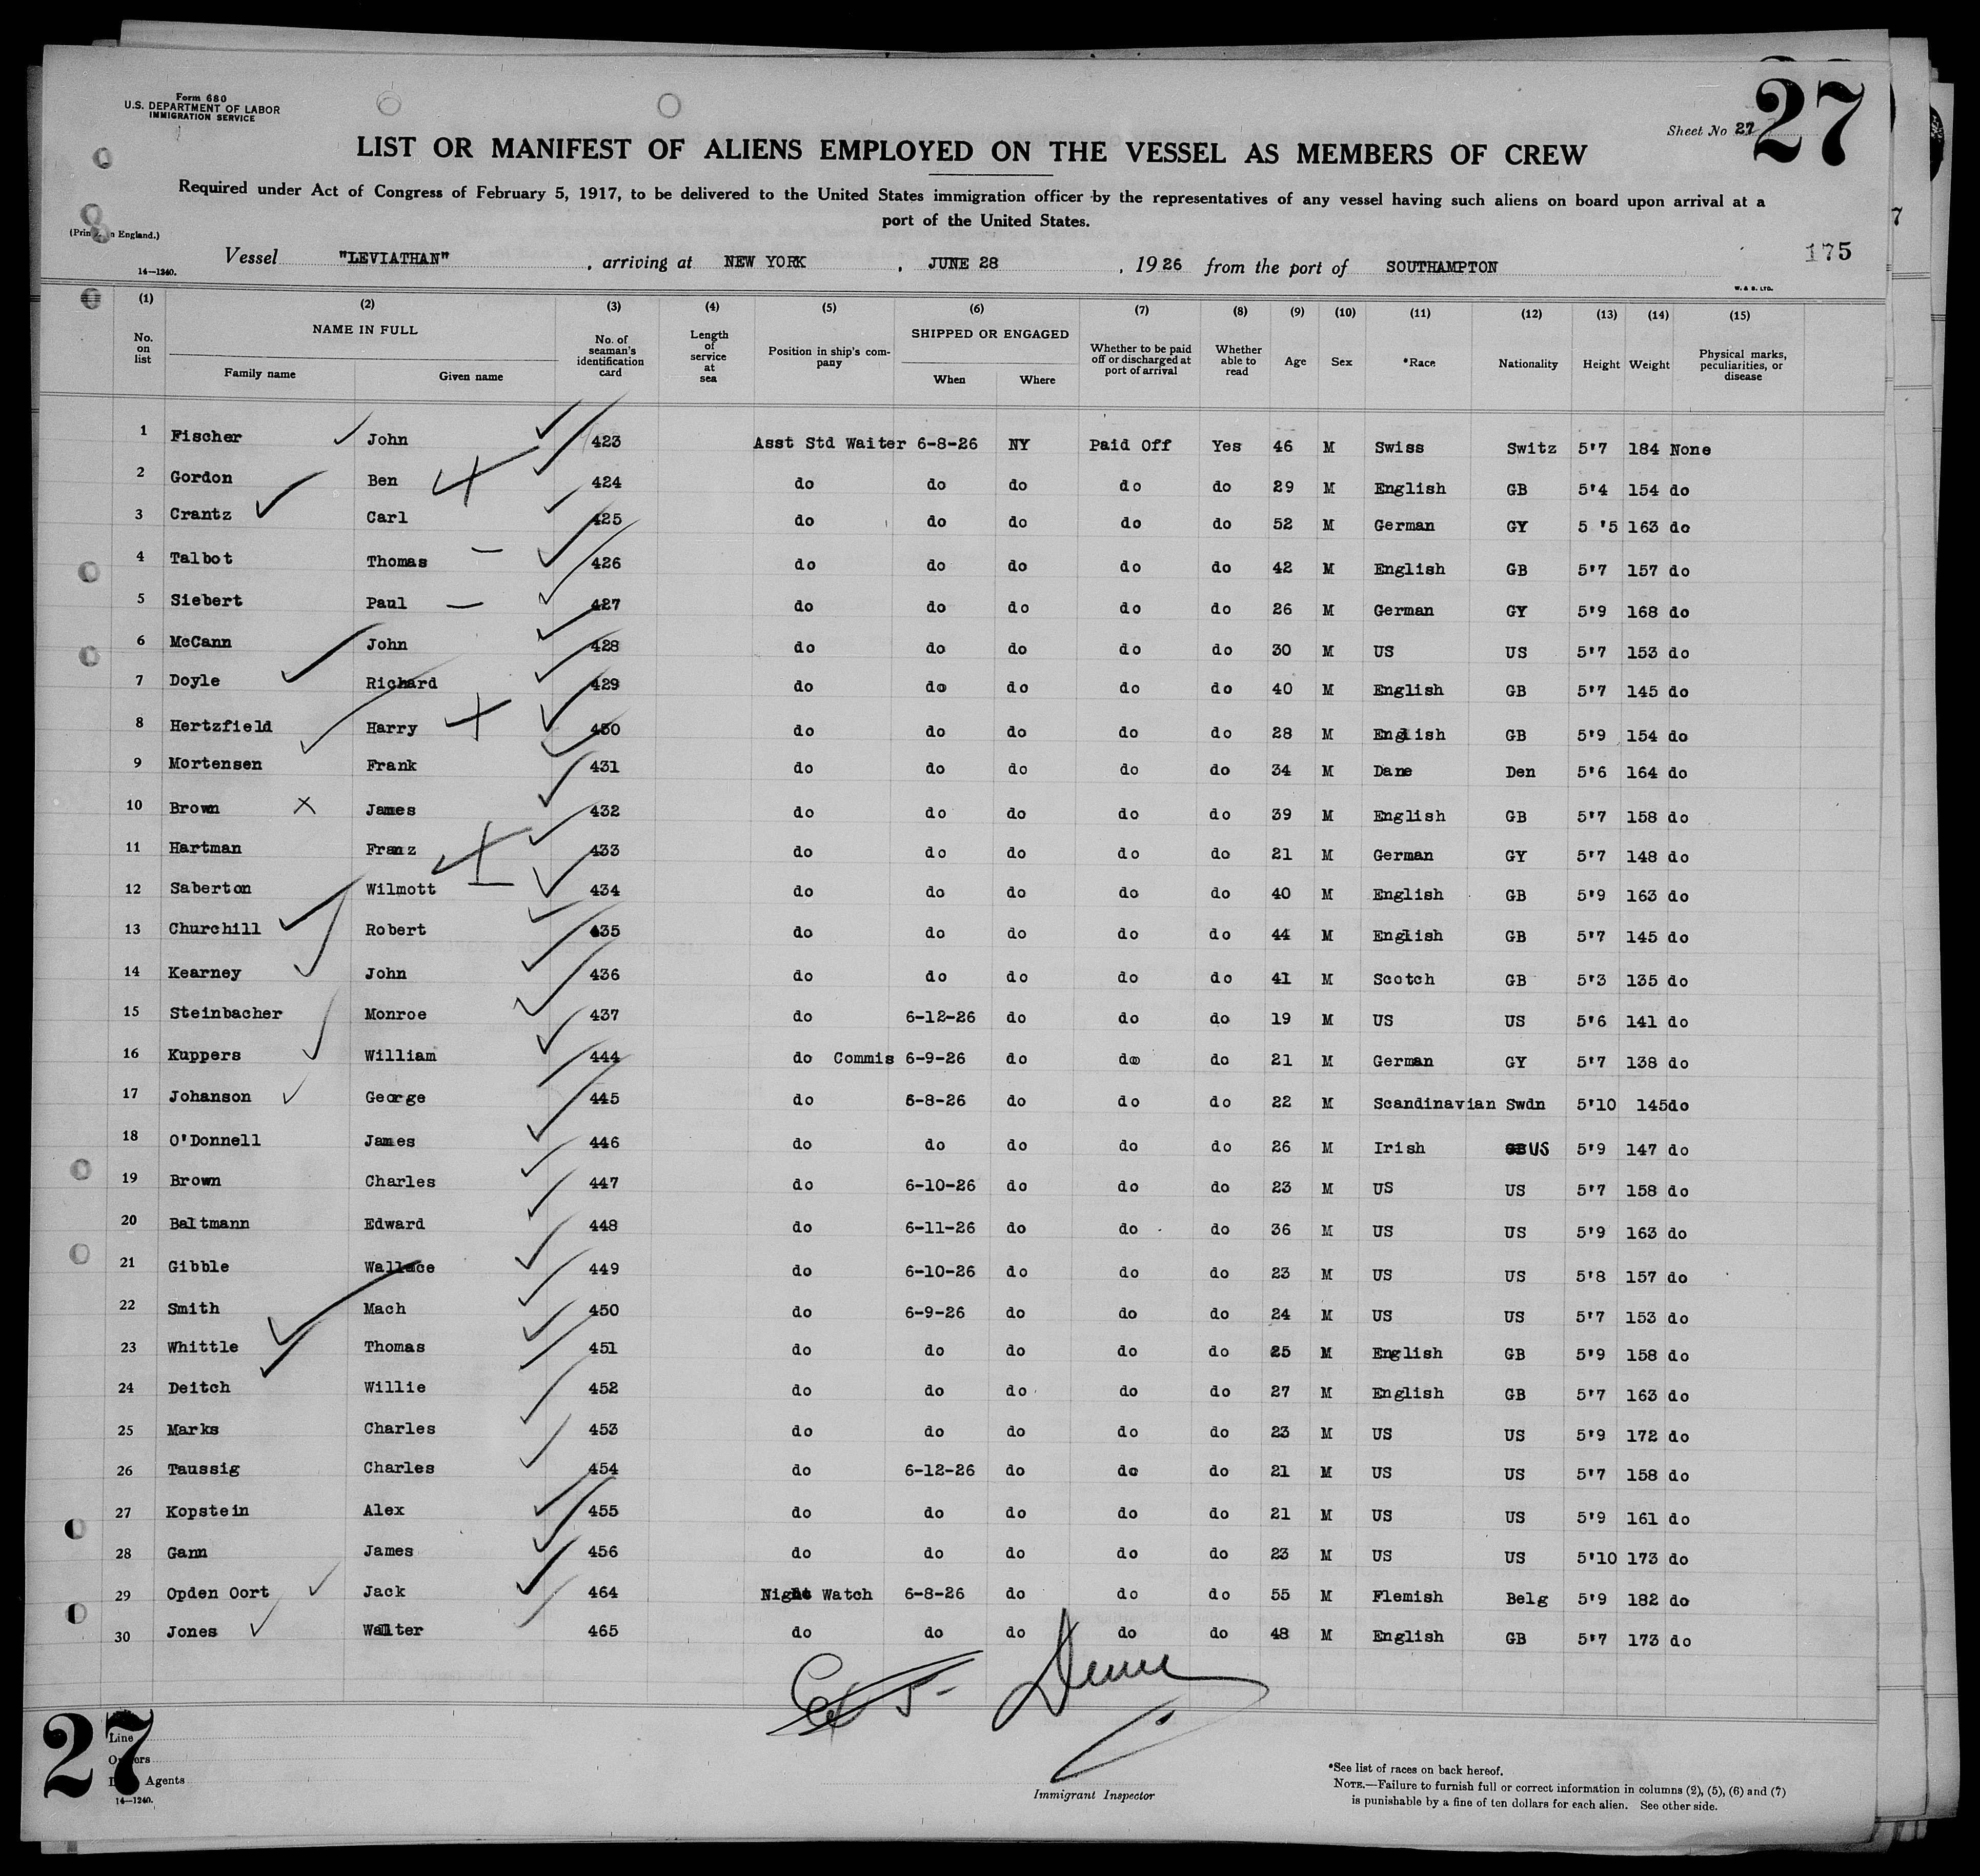 Form 680
U.S. DEPARTMENT OF LABOR
IMMIGRATION SERVICE
Sheet No 27
27
LIST OR MANIFEST OF ALIENS EMPLOYED ON THE VESSEL AS MEMBERS OF CREW
Required under Act of Congress of February 5, 1917, to be delivered to the United States immigration officer by the representatives of any vessel having such aliens on board upon arrival at a
port of the United States.
(Prin n England.)
175
Vessel "LEVIATHAN", arriving at NEW YORK, JUNE 28, 1926 from the port of SOUTHAMPTON
14—1240.
W. & S. LTD.
(1) (2) (3) (4) (5) (6) (7) (8) (9) (10) (11) (12) (13) (14) (15)
No. on list NAME IN FULL Family name Given name No. of seaman's identification card Length of service at sea Position in ship's company SHIPPED OR ENGAGED When Where Whether to be paid off or discharged at port of arrival Whether able to read Age Sex *Race Nationality Height Weight Physical marks, peculiarities, or disease
1 Fischer John 423 Asst Std Waiter 6-8-26 NY Paid Off Yes 46 M Swiss Switz 5'7 184 None
2 Gordon Ben 424 do do do do do 29 M English GB 5'4 154 do
3 Crantz Carl 425 do do do do do 52 M German GY 5 '5 163 do
4 Talbot Thomas 426 do do do do do 42 M English GB 5'7 157 do
5 Siebert Paul 427 do do do do do 26 M German GY 5'9 168 do
6 McCann John 428 do do do do do 30 M US US 5'7 153 do
7 Doyle Richard 429 do do do do do 40 M English GB 5'7 145 do
8 Hertzfield Harry 430 do do do do do 28 M English GB 5'9 154 do
9 Mortensen Frank 431 do do do do do 34 M Dane Den 5'6 164 do
10 Brown James 432 do do do do do 39 M English GB 5'7 158 do
11 Hartman Franz 433 do do do do do 21 M German GY 5'7 148 do
12 Saberton Wilmott 434 do do do do do 40 M English GB 5'9 163 do
13 Churchill Robert 435 do do do do do 44 M English GB 5'7 145 do
14 Kearney John 436 do do do do do 41 M Scotch GB 5'3 135 do
15 Steinbacher Monroe 437 do 6-12-26 do do do 19 M US US 5'6 141 do
16 Kuppers William 444 do Commis 6-9-26 do do do 21 M German GY 5'7 138 do
17 Johanson George 445 do 6-8-26 do do do 22 M Scandinavian Swdn 5'10 145do
18 O'Donnell James 446 do do do do do 26 M Irish US 5'9 147 do
19 Brown Charles 447 do 6-10-26 do do do 23 M US US 5'7 158 do
20 Baltmann Edward 448 do 6-11-26 do do do 36 M US US 5'9 163 do
21 Gibble Wallace 449 do 6-10-26 do do do 23 M US US 5'8 157 do
22 Smith Mach 450 do 6-9-26 do do do 24 M US US 5'7 153 do
23 Whittle Thomas 451 do do do do do 25 M English GB 5'9 158 do
24 Deitch Willie 452 do do do do do 27 M English GB 5'7 163 do
25 Marks Charles 453 do do do do do 23 M US US 5'9 172 do
26 Taussig Charles 454 do 6-12-26 do do do 21 M US US 5'7 158 do
27 Kopstein Alex 455 do do do do do 21 M US US 5'9 161 do
28 Gann James 456 do do do do do 23 M US US 5'10 173 do
29 Opden Oort Jack 464 Night Watch 6-8-26 do do do 55 M Flemish Belg 5'9 182 do
30 Jones Walter 465 do do do do do 48 M English GB 5'7 173 do
27
Line
Agents
14—1240.
Immigrant Inspector
*See list of races on back hereof.
NOTE.—Failure to furnish full or correct information in columns (2), (5), (6) and (7)
is punishable by a fine of ten dollars for each alien. See other side.